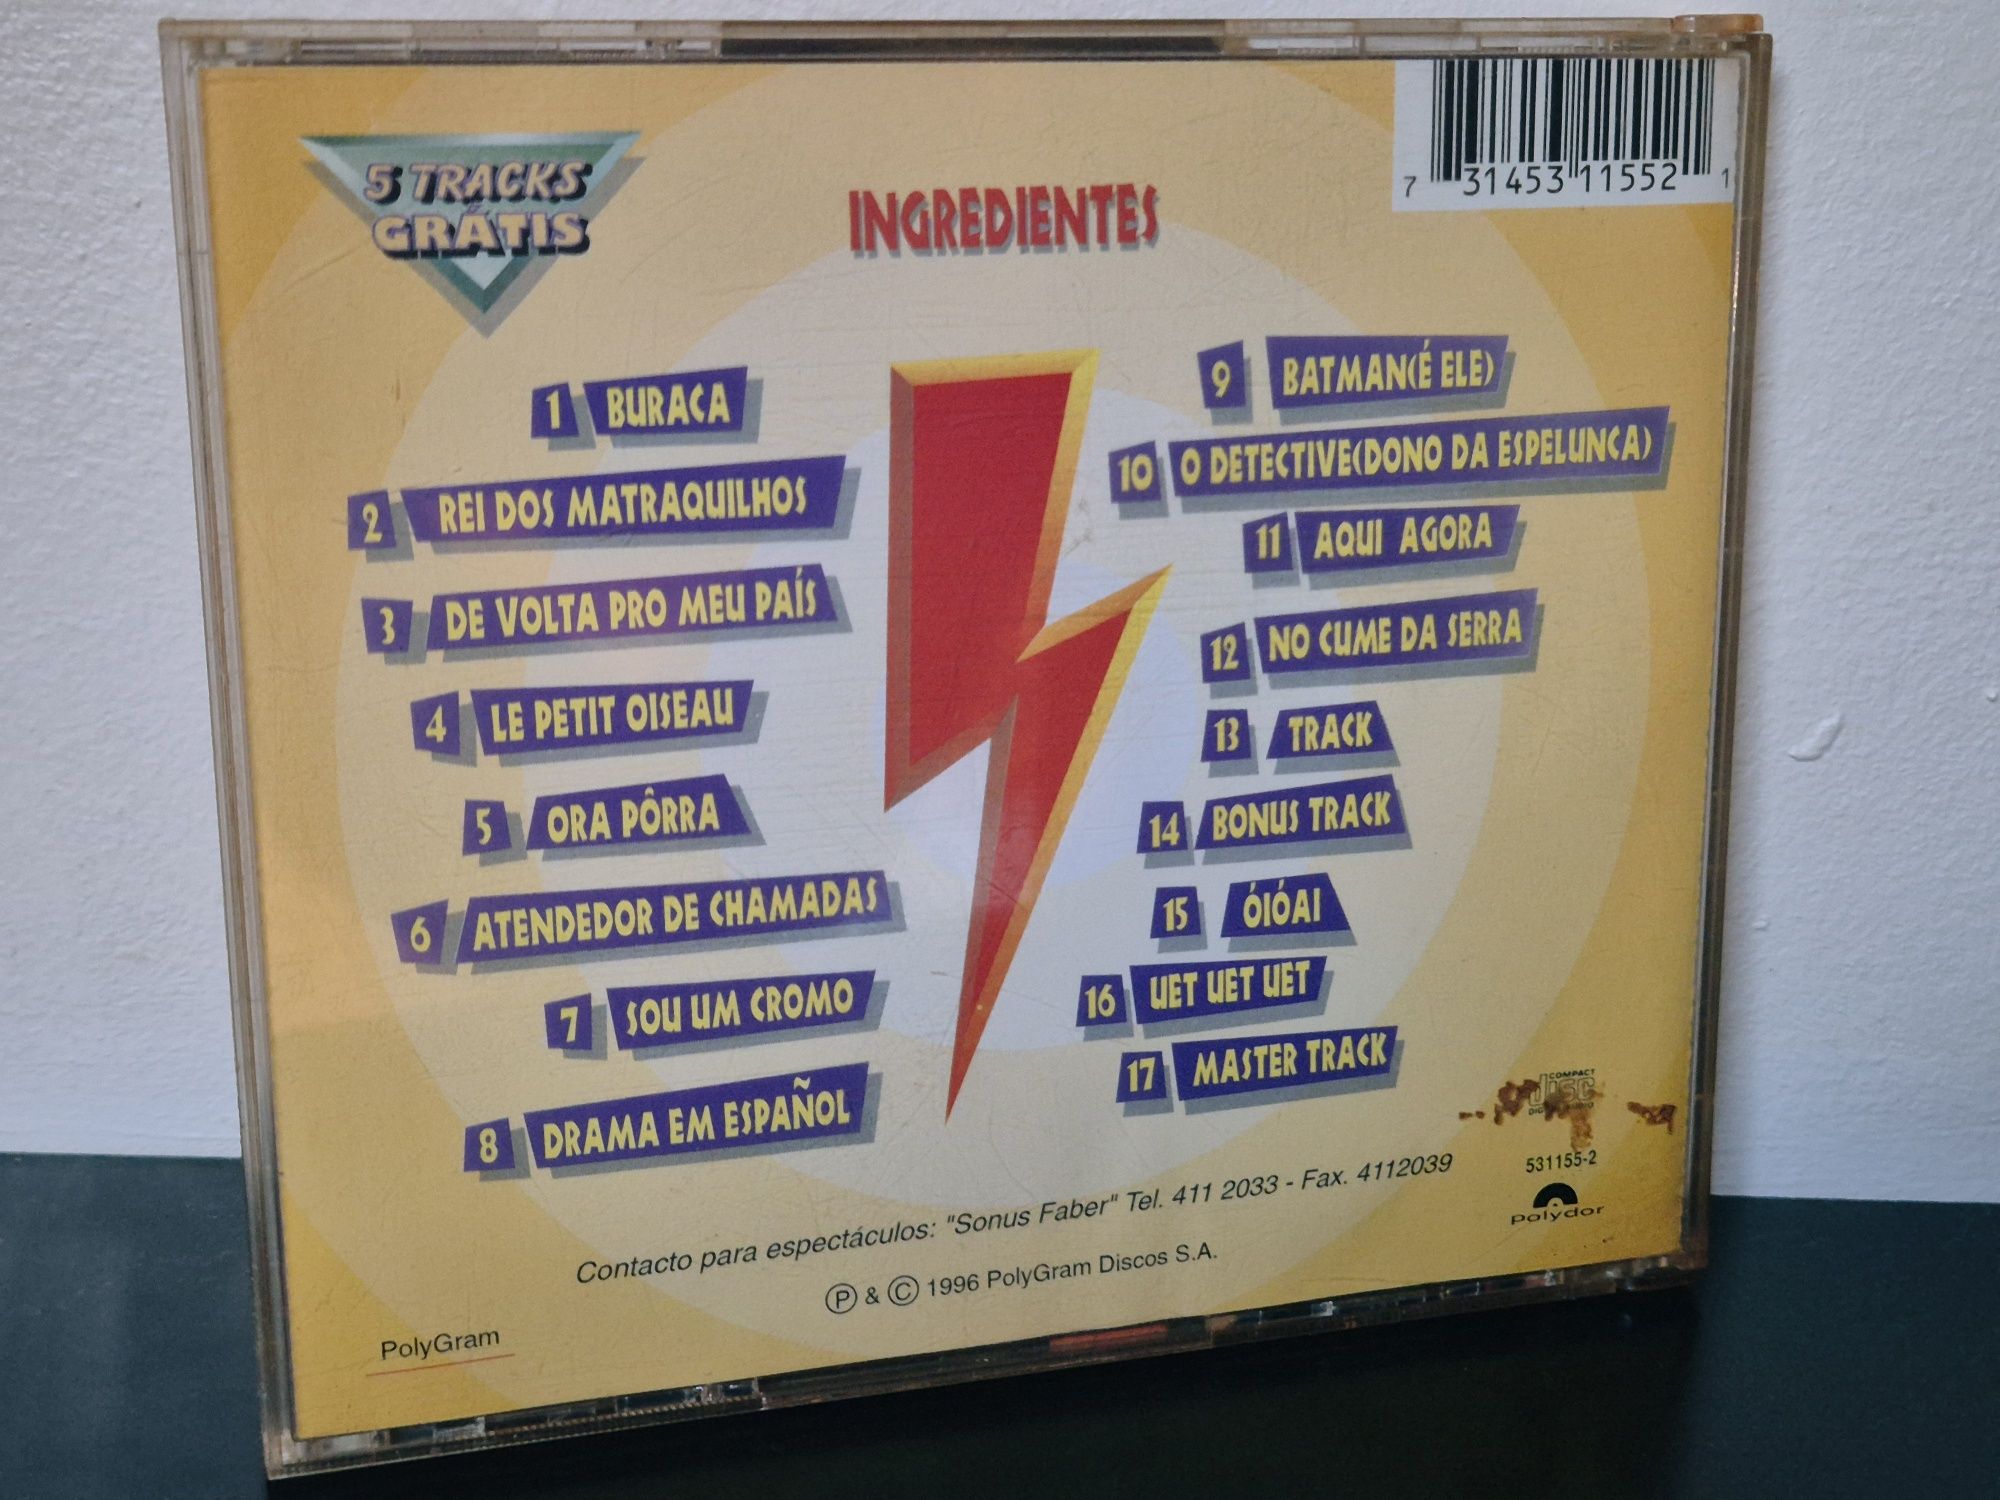 5 TRACKS
GRÁTIS
INGREDIENTES
7 31453 11552 1
1 BURACA
2 REI DOS MATRAQUILHOS
3 DE VOLTA PRO MEU PAÍS
4 LE PETIT OISEAU
5 ORA PÔRRA
6 ATENDEDOR DE CHAMADAS
7 SOU UM CROMO
8 DRAMA EM ESPAÑOL
9 BATMAN(É ELE)
10 O DETECTIVE(DONO DA ESPELUNCA)
11 AQUI AGORA
12 NO CUME DA SERRA
13 TRACK
14 BONUS TRACK
15 ÓIÓAI
16 UET UET UET
17 MASTER TRACK
COMPACT
disc
DIGITAL AUDIO
531155-2
polydor
Contacto para espectáculos: "Sonus Faber" Tel. 411 2033 - Fax. 4112039
Ⓟ & © 1996 PolyGram Discos S.A.
PolyGram